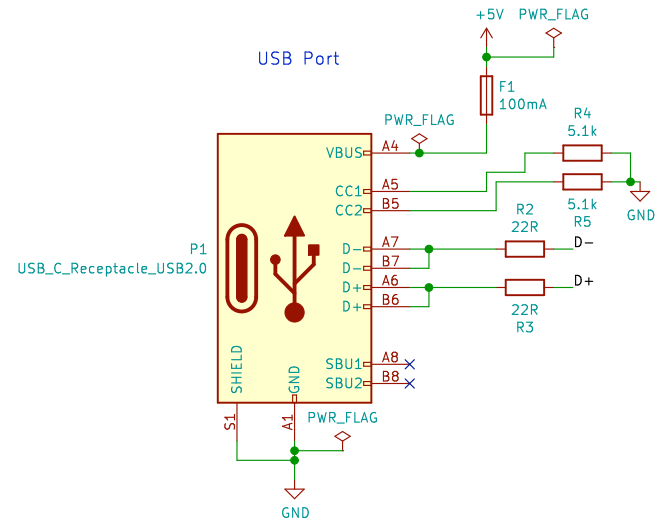 +5V PWR_FLAG
USB Port
F1
100mA
PWR_FLAG
R4
5.1k
VBUS A4
CC1 A5
CC2 B5
5.1k
R5
GND
R2
22R
D- A7
D-
P1
USB_C_Receptacle_USB2.0
D- B7
D+ A6
D+
D+ B6
22R
R3
SBU1 A8
SBU2 B8
SHIELD
GND
S1
A1
PWR_FLAG
GND